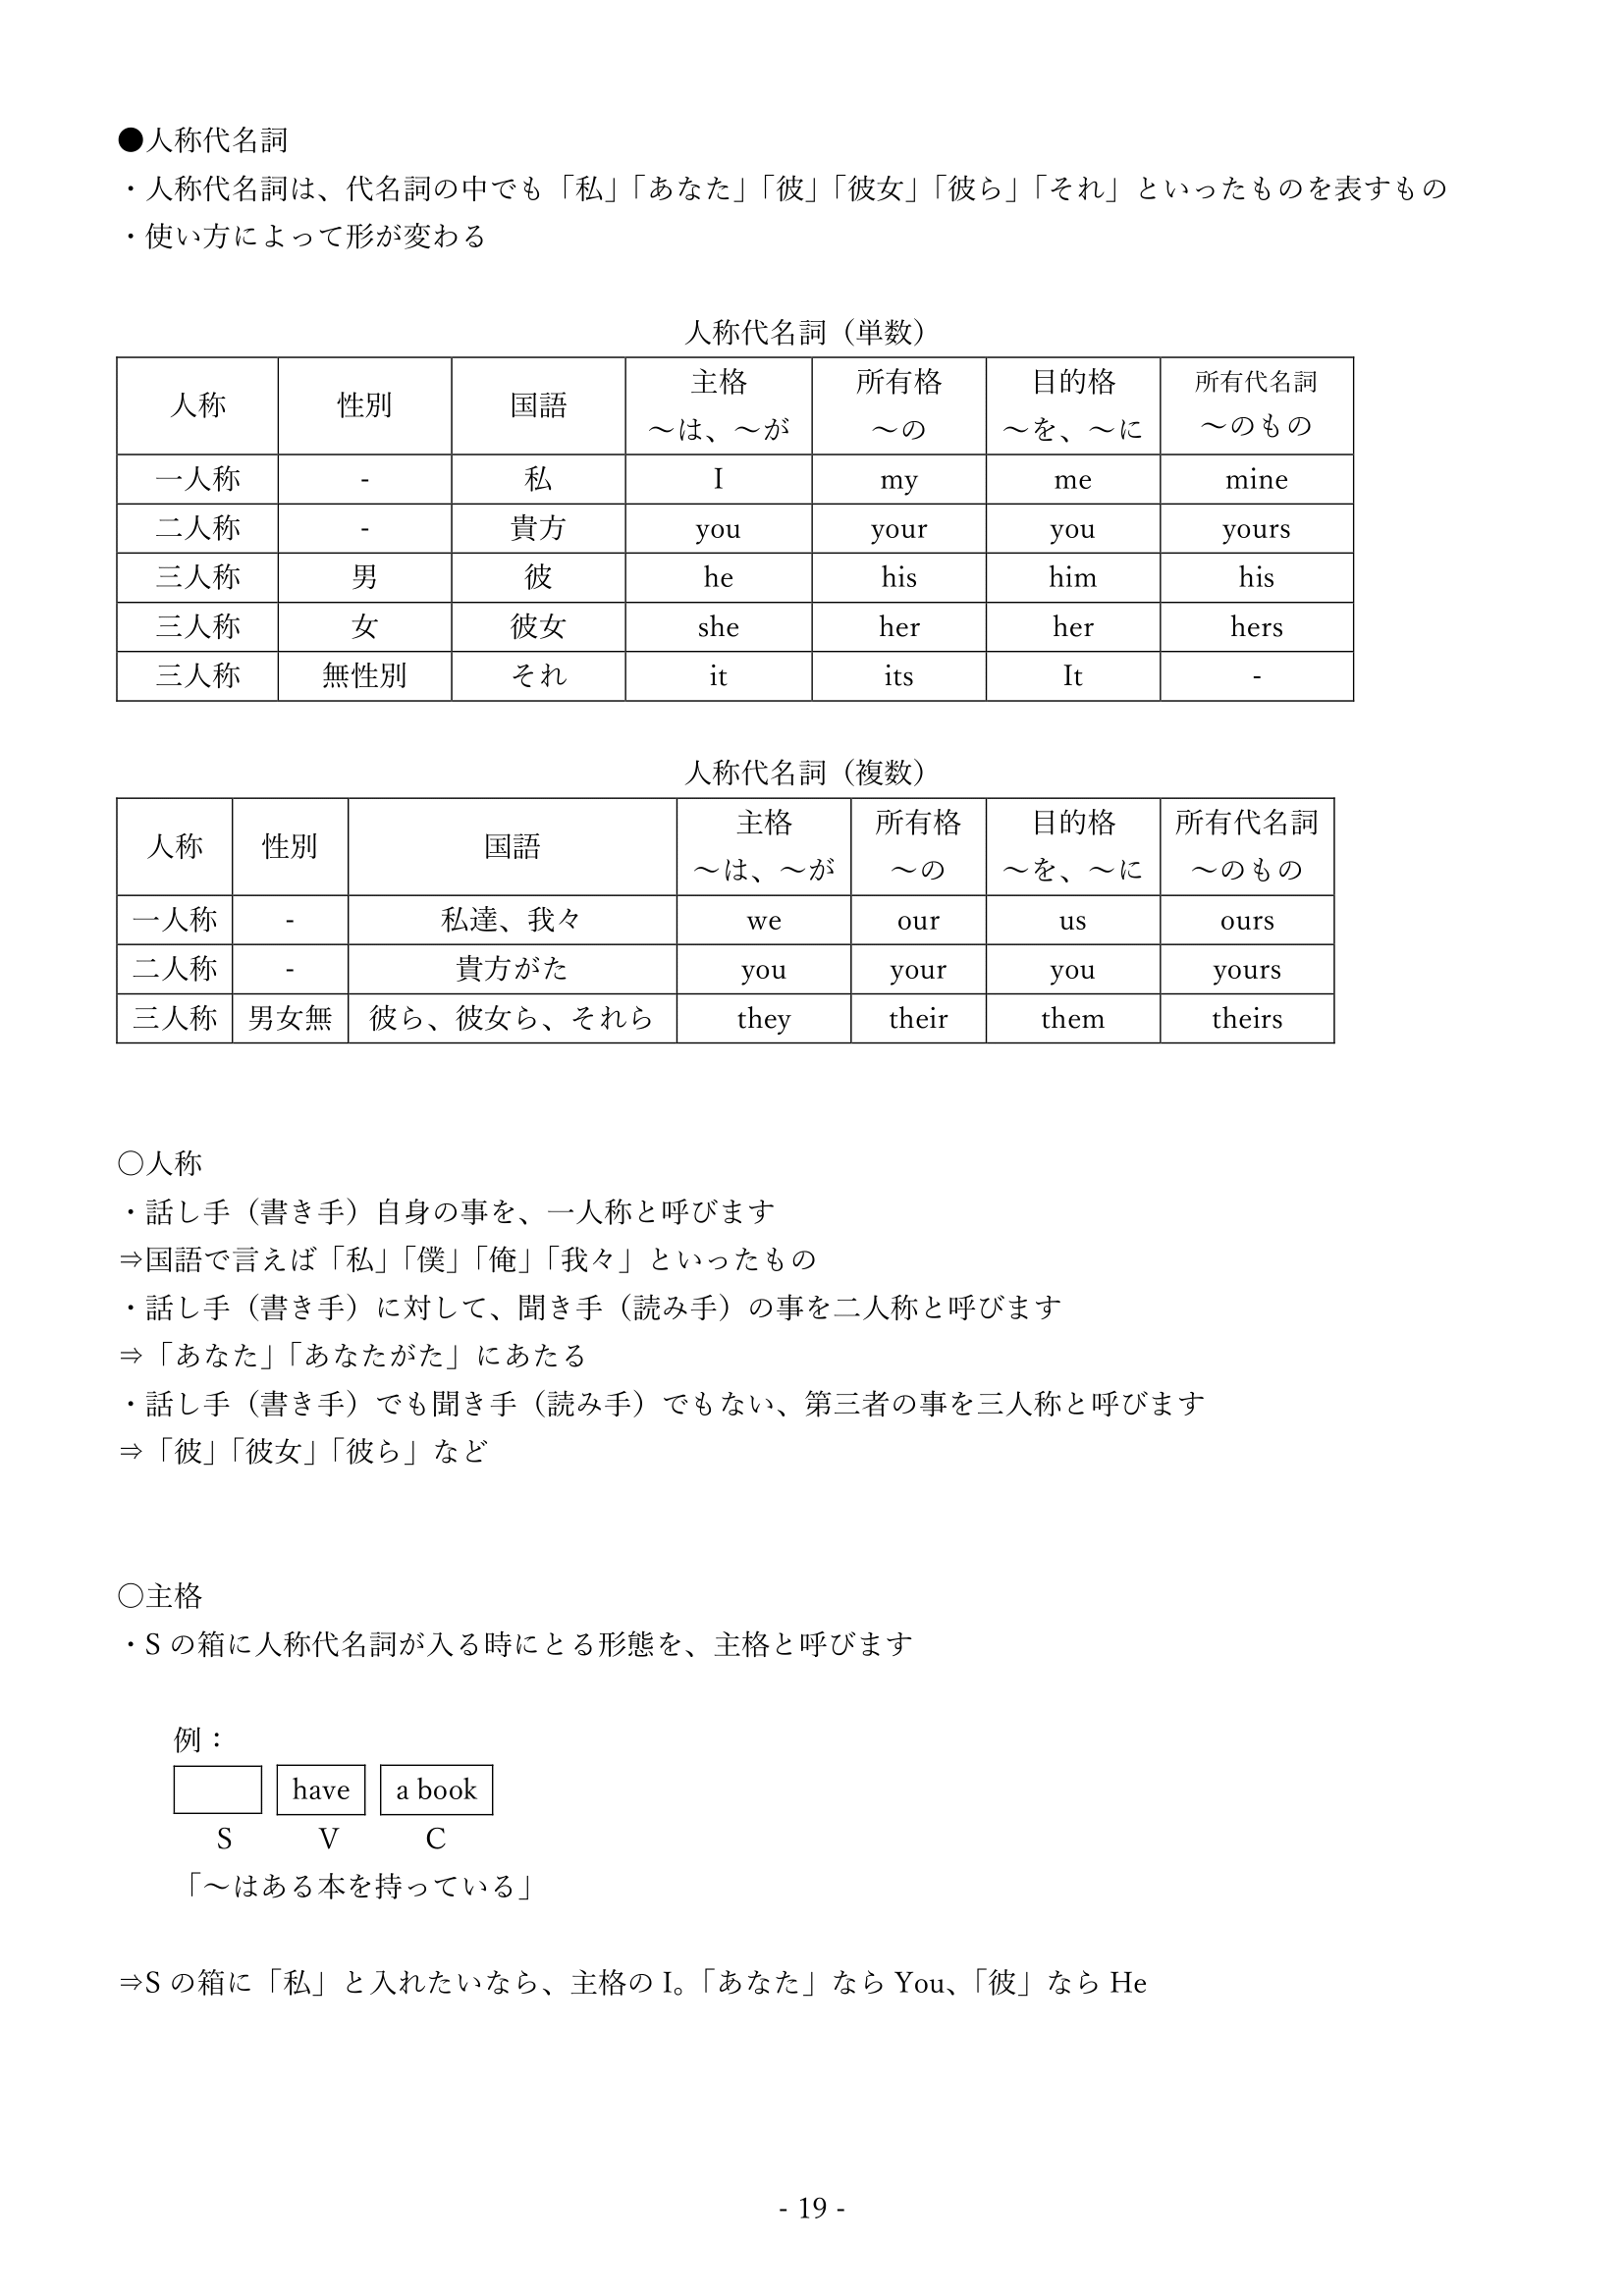 ●人称代名詞
・人称代名詞は、代名詞の中でも「私」「あなた」「彼」「彼女」「彼ら」「それ」といったものを表すもの
・使い方によって形が変わる
人称代名詞（単数）
人称 性別 国語 主格 所有格 目的格 所有代名詞
～は、～が ～の ～を、～に ～のもの
一人称 - 私 I my me mine
二人称 - 貴方 you your you yours
三人称 男 彼 he his him his
三人称 女 彼女 she her her hers
三人称 無性別 それ it its It -
人称代名詞（複数）
人称 性別 国語 主格 所有格 目的格 所有代名詞
～は、～が ～の ～を、～に ～のもの
一人称 - 私達、我々 we our us ours
二人称 - 貴方がた you your you yours
三人称 男女無 彼ら、彼女ら、それら they their them theirs
○人称
・話し手（書き手）自身の事を、一人称と呼びます
⇒国語で言えば「私」「僕」「俺」「我々」といったもの
・話し手（書き手）に対して、聞き手（読み手）の事を二人称と呼びます
⇒「あなた」「あなたがた」にあたる
・話し手（書き手）でも聞き手（読み手）でもない、第三者の事を三人称と呼びます
⇒「彼」「彼女」「彼ら」など
○主格
・S の箱に人称代名詞が入る時にとる形態を、主格と呼びます
例：
have a book
S V C
「～はある本を持っている」
⇒S の箱に「私」と入れたいなら、主格の I。「あなた」なら You、「彼」なら He
- 19 -